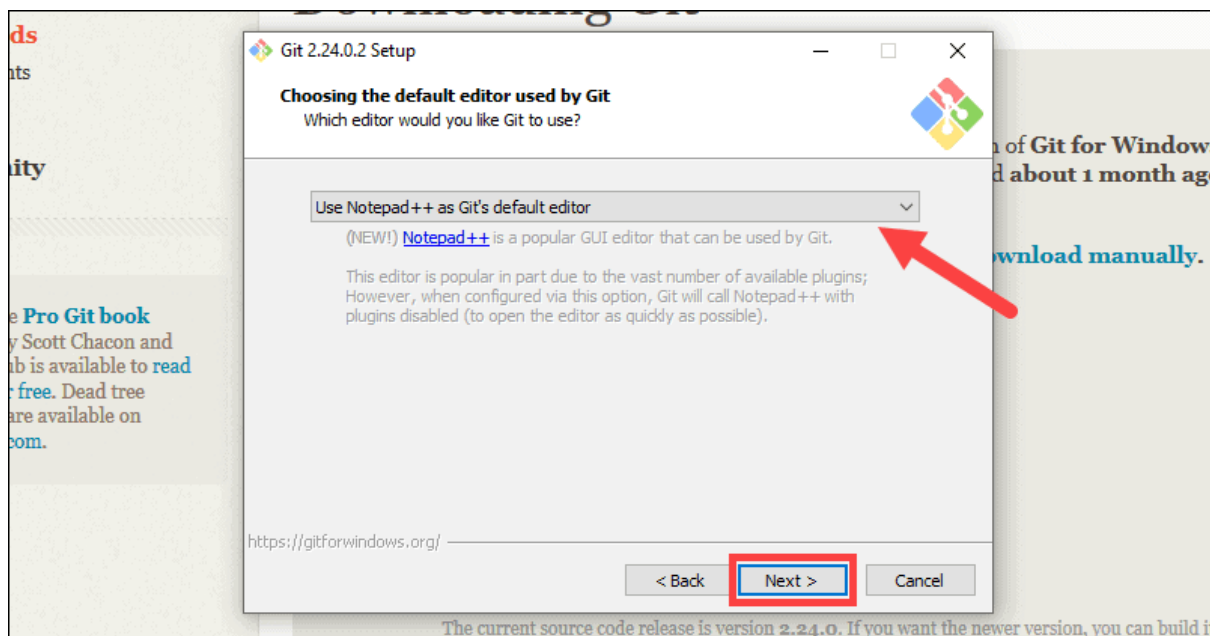 Downloading Git
ds
nts
ity
e Pro Git book
y Scott Chacon and
ub is available to read
r free. Dead tree
are available on
com.
Git 2.24.0.2 Setup
Choosing the default editor used by Git
Which editor would you like Git to use?
Use Notepad++ as Git's default editor
(NEW!) Notepad++ is a popular GUI editor that can be used by Git.
This editor is popular in part due to the vast number of available plugins;
However, when configured via this option, Git will call Notepad++ with
plugins disabled (to open the editor as quickly as possible).
https://gitforwindows.org/
< Back
Next >
Cancel
n of Git for Window
d about 1 month ag
ownload manually.
The current source code release is version 2.24.0. If you want the newer version, you can build i